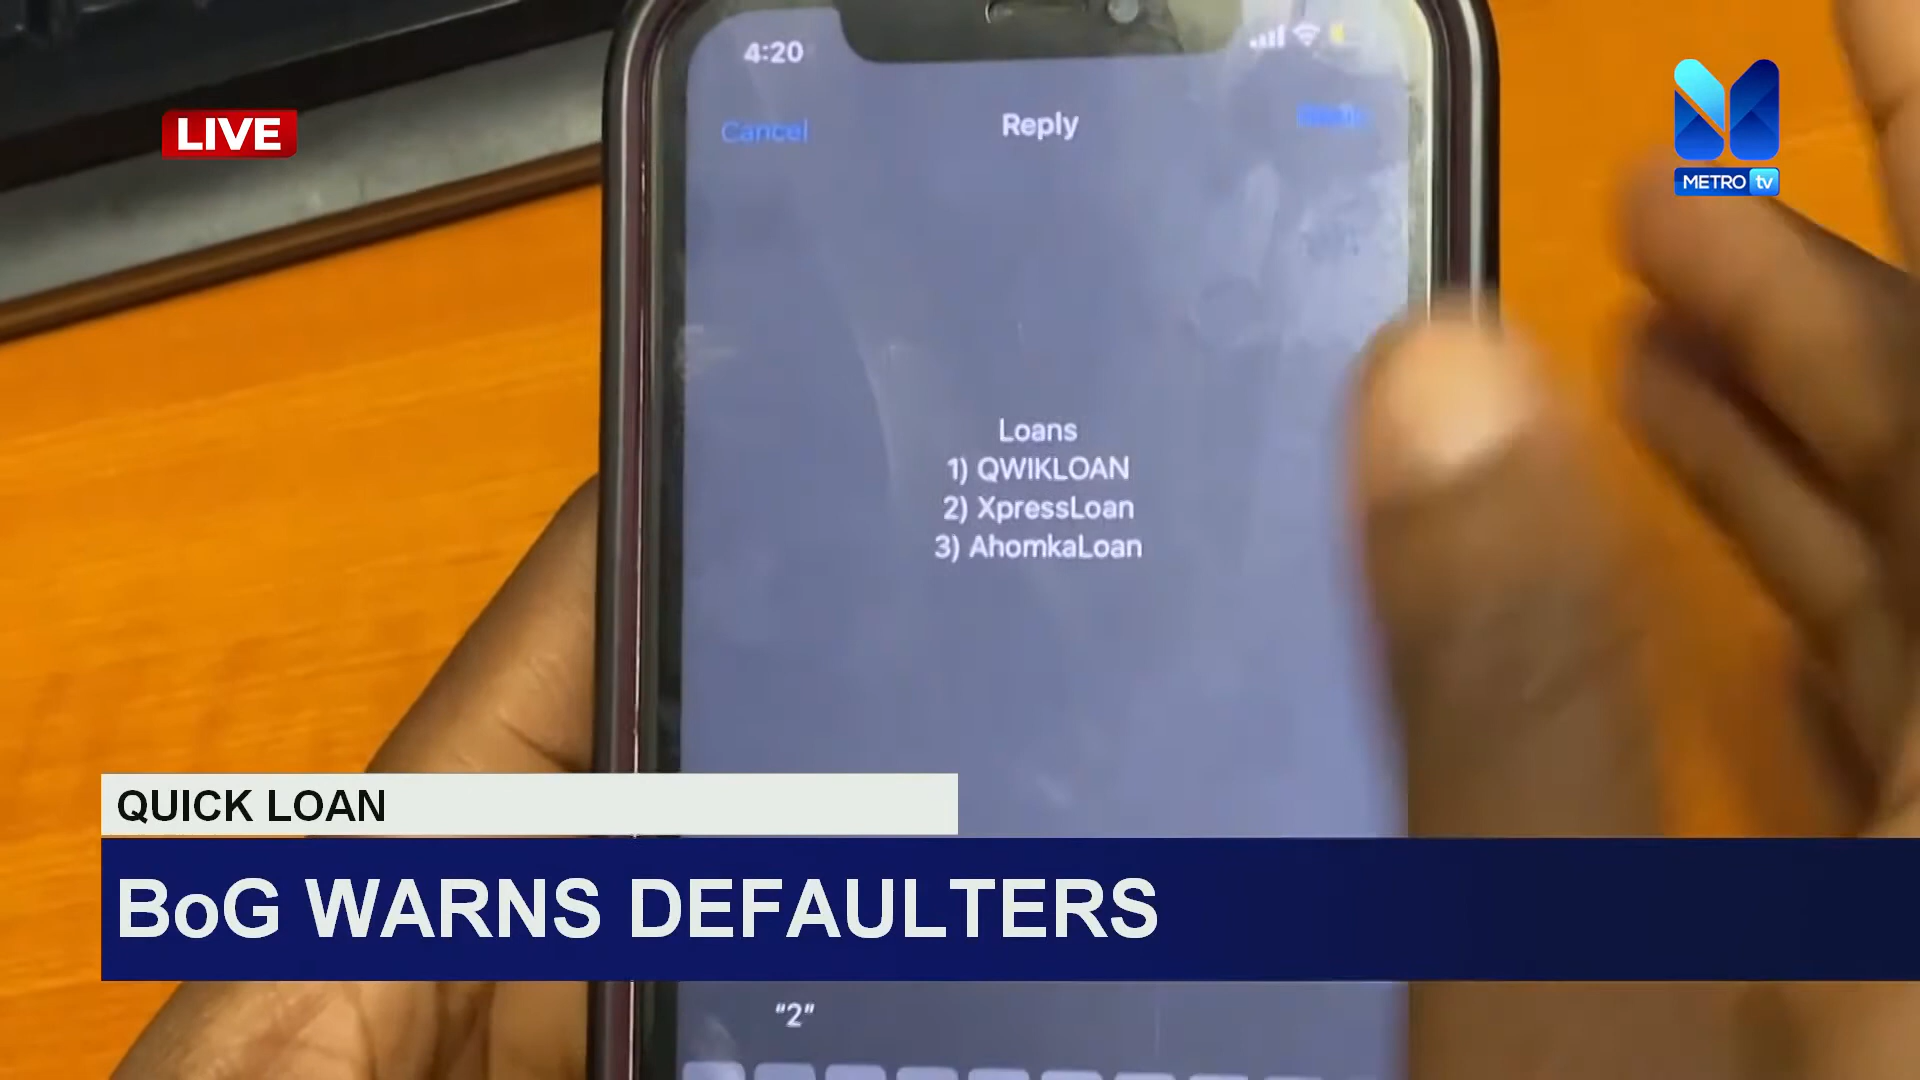 4:20
LIVE
Cancel
Reply
METRO tv
Loans
1) QWIKLOAN
2) XpressLoan
3) AhomkaLoan
QUICK LOAN
BoG WARNS DEFAULTERS
"2"